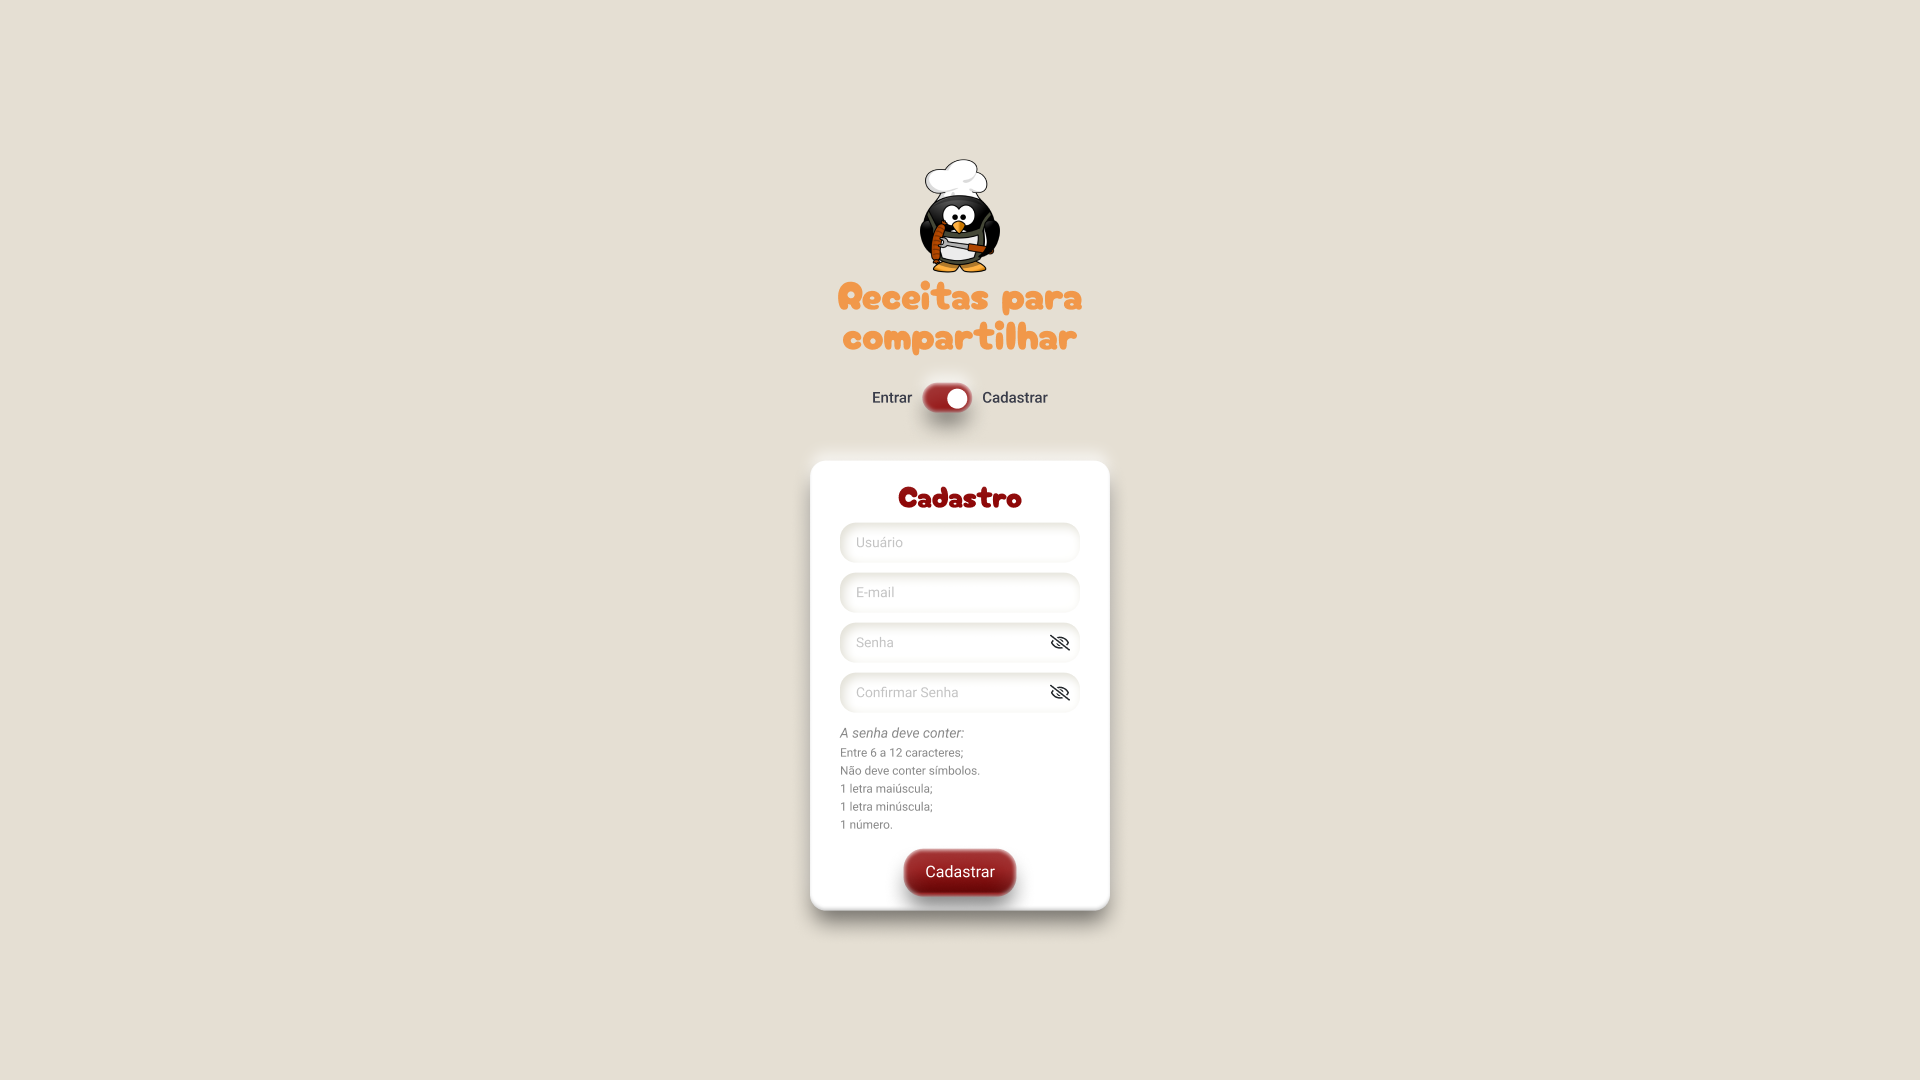 Receitas para
compartilhar
Entrar Cadastrar
Cadastro
Usuário
E-mail
Senha
Confirmar Senha
A senha deve conter:
Entre 6 a 12 caracteres;
Não deve conter símbolos.
1 letra maiúscula;
1 letra minúscula;
1 número.
Cadastrar